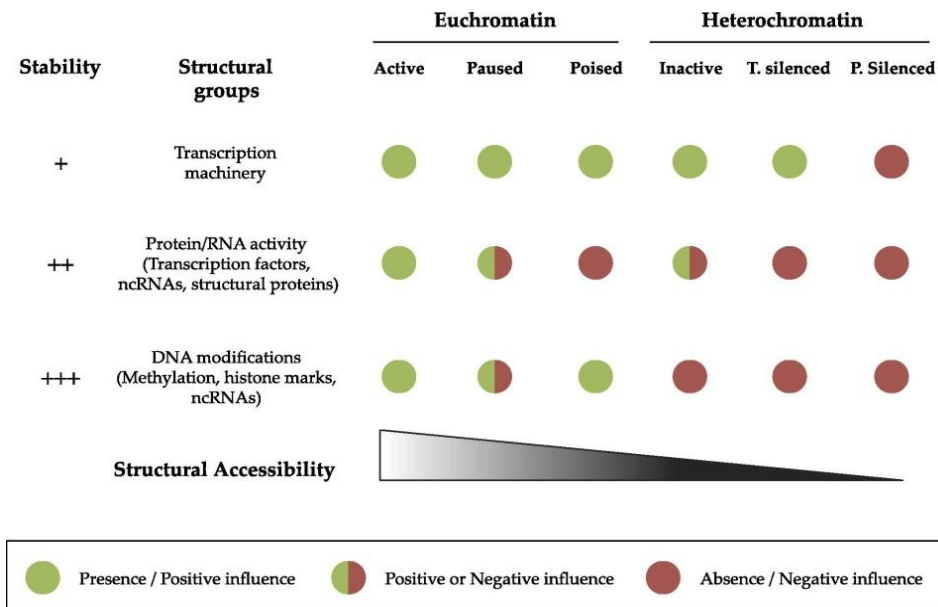 Euchromatin Heterochromatin
Stability Structural groups Active Paused Poised Inactive T. silenced P. Silenced
+ Transcription
machinery
++ Protein/RNA activity
(Transcription factors,
ncRNAs, structural proteins)
+++ DNA modifications
(Methylation, histone marks,
ncRNAs)
Structural Accessibility
Presence / Positive influence Positive or Negative influence Absence / Negative influence